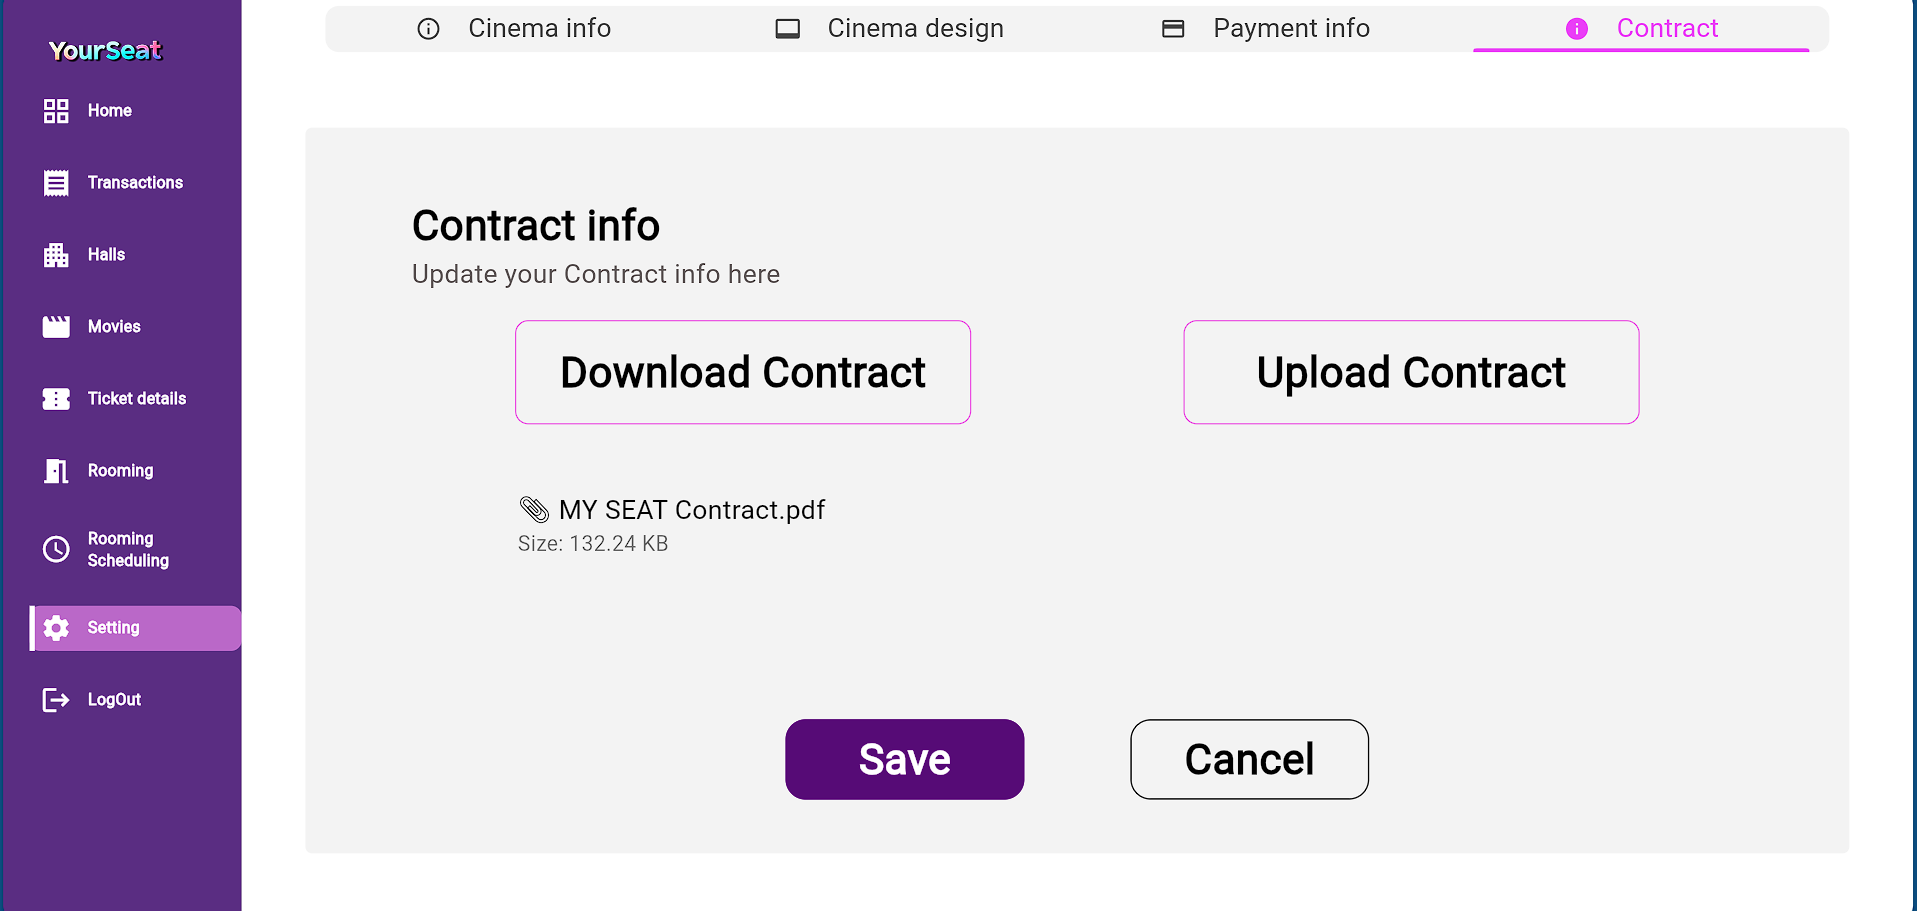 YourSeat
Home
Transactions
Halls
Movies
Ticket details
Rooming
Rooming
Scheduling
Setting
LogOut
Cinema info
Cinema design
Payment info
Contract
Contract info
Update your Contract info here
Download Contract
Upload Contract
MY SEAT Contract.pdf
Size: 132.24 KB
Save
Cancel